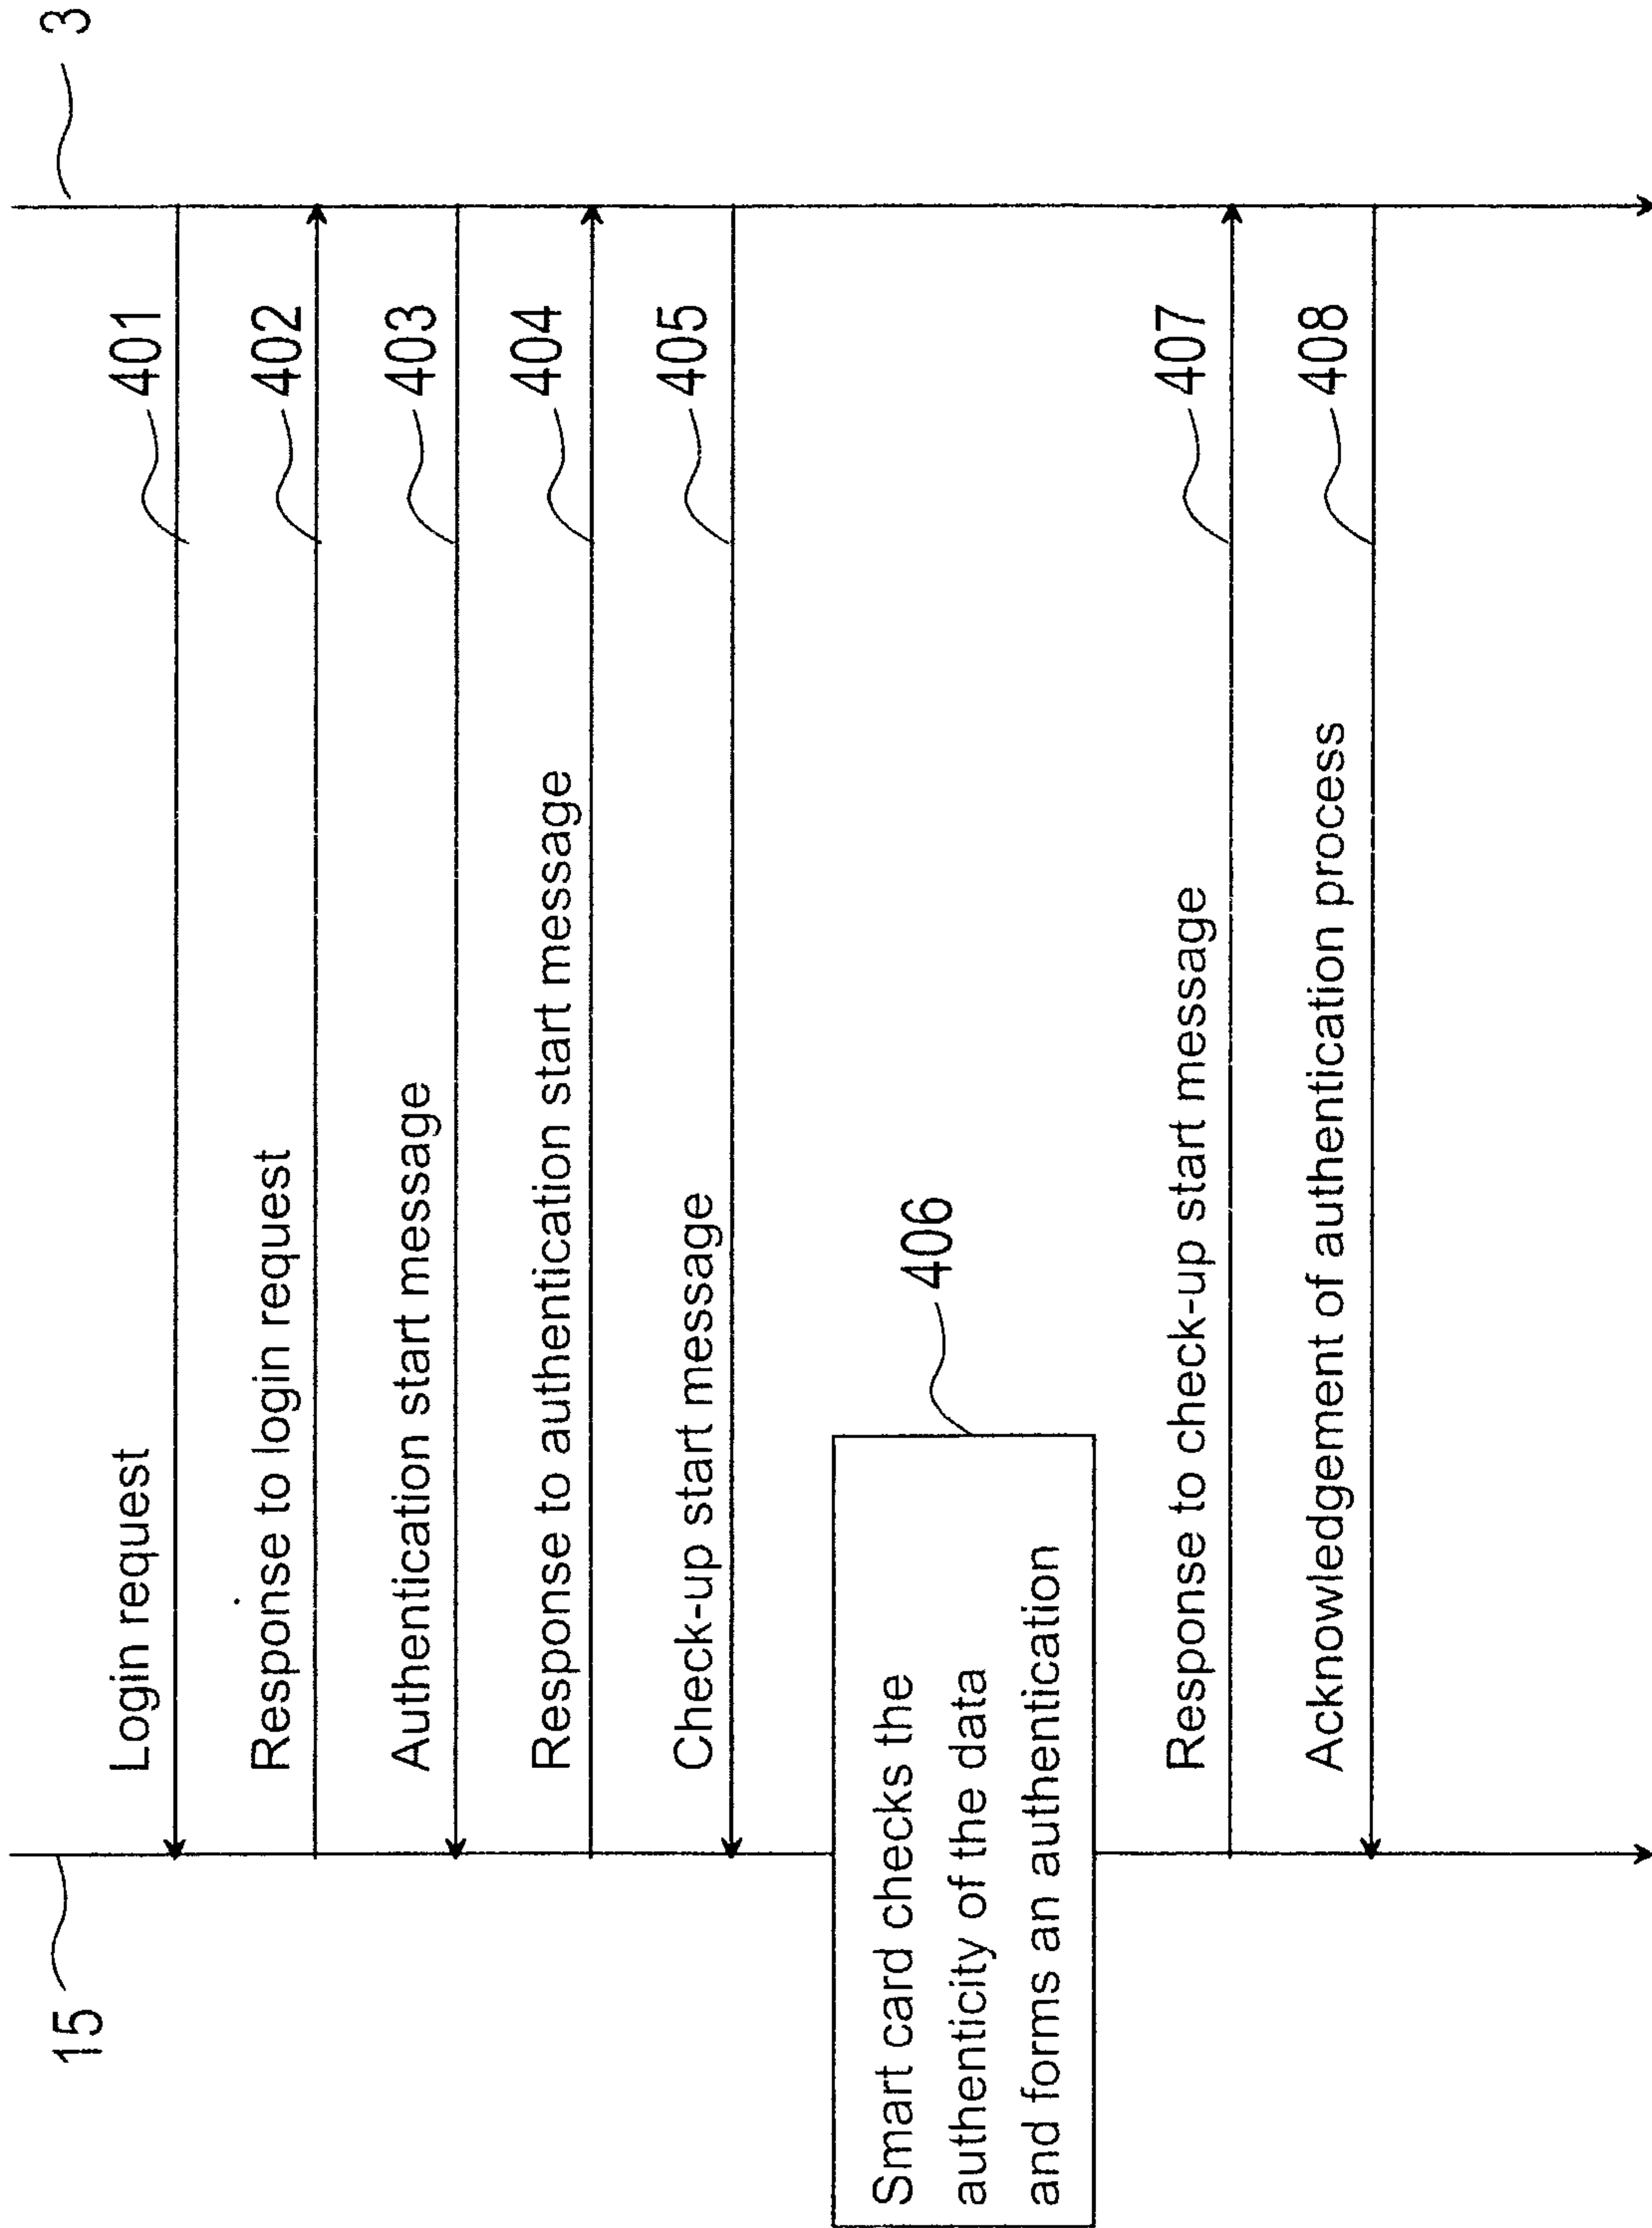 15
3
Login request
401
Response to login request
402
Authentication start message
403
Response to authentication start message
404
Check-up start message
405
Smart card checks the
authenticity of the data
and forms an authentication
406
Response to check-up start message
407
Acknowledgement of authentication process
408